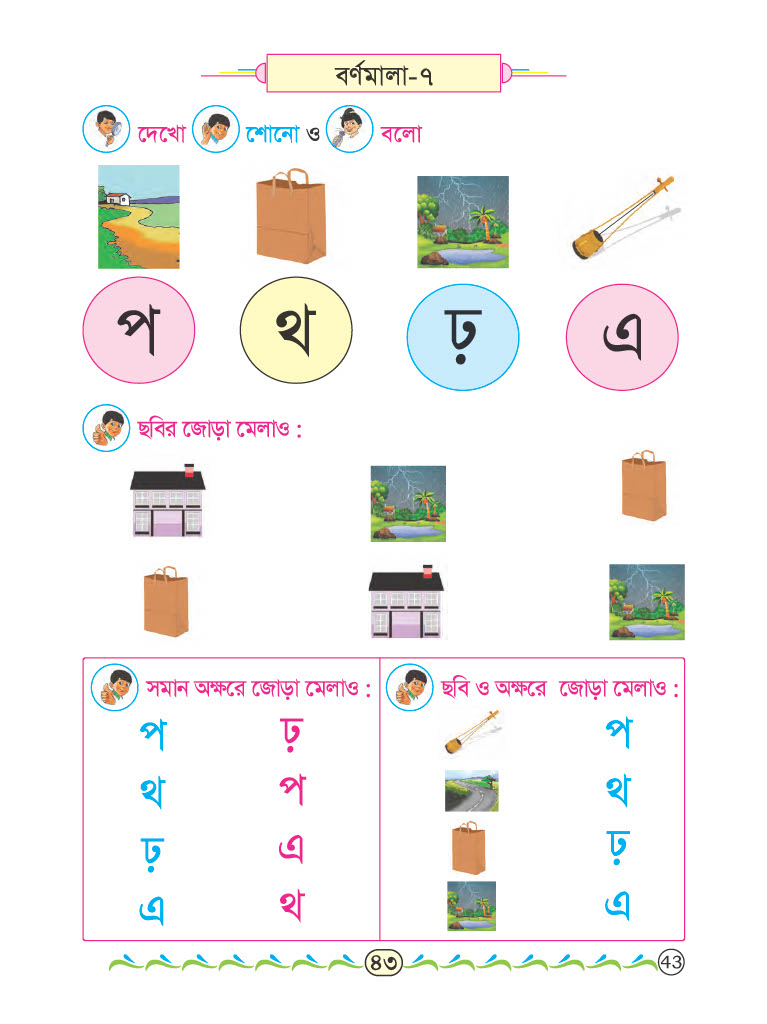 বর্ণমালা-৭
দেখো শোনো ও বলো
প থ ঢ় এ
ছবির জোড়া মেলাও :
সমান অক্ষরে জোড়া মেলাও :
প ঢ়
থ প
ঢ় এ
এ থ
ছবি ও অক্ষরে জোড়া মেলাও :
প
থ
ঢ়
এ
৪৩
43